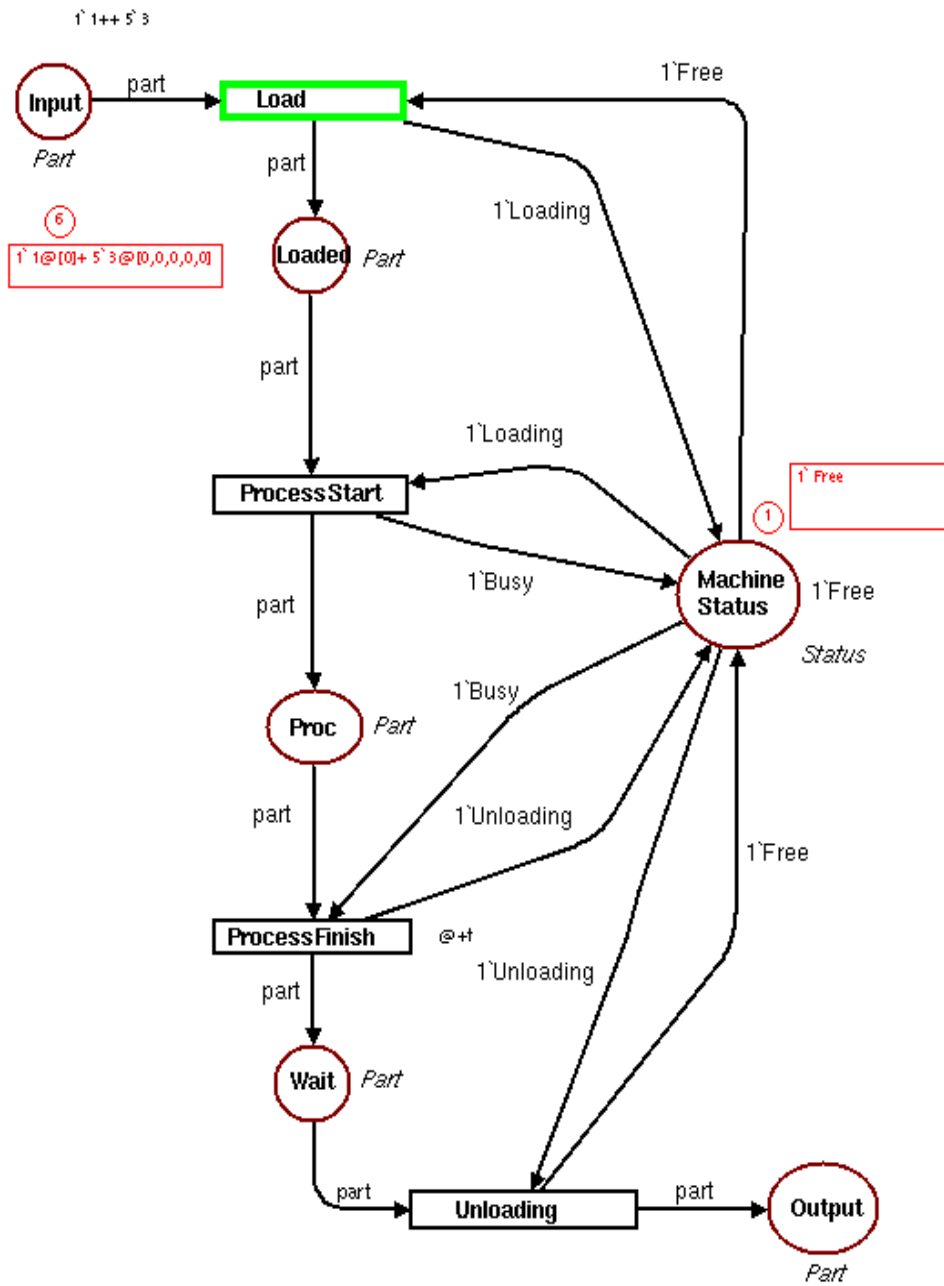 1`1++ 5`3
part
1`Free
Input
Load
Part
part
1`Loading
6
1`1@[0]+ 5`3@[0,0,0,0,0]
Loaded
Part
part
1`Loading
1` Free
ProcessStart
1
Machine
Status
1`Free
1`Busy
part
Status
1`Busy
Proc
Part
part
1`Unloading
1`Free
ProcessFinish
@+t
1`Unloading
part
Wait
Part
part
part
Unloading
Output
Part